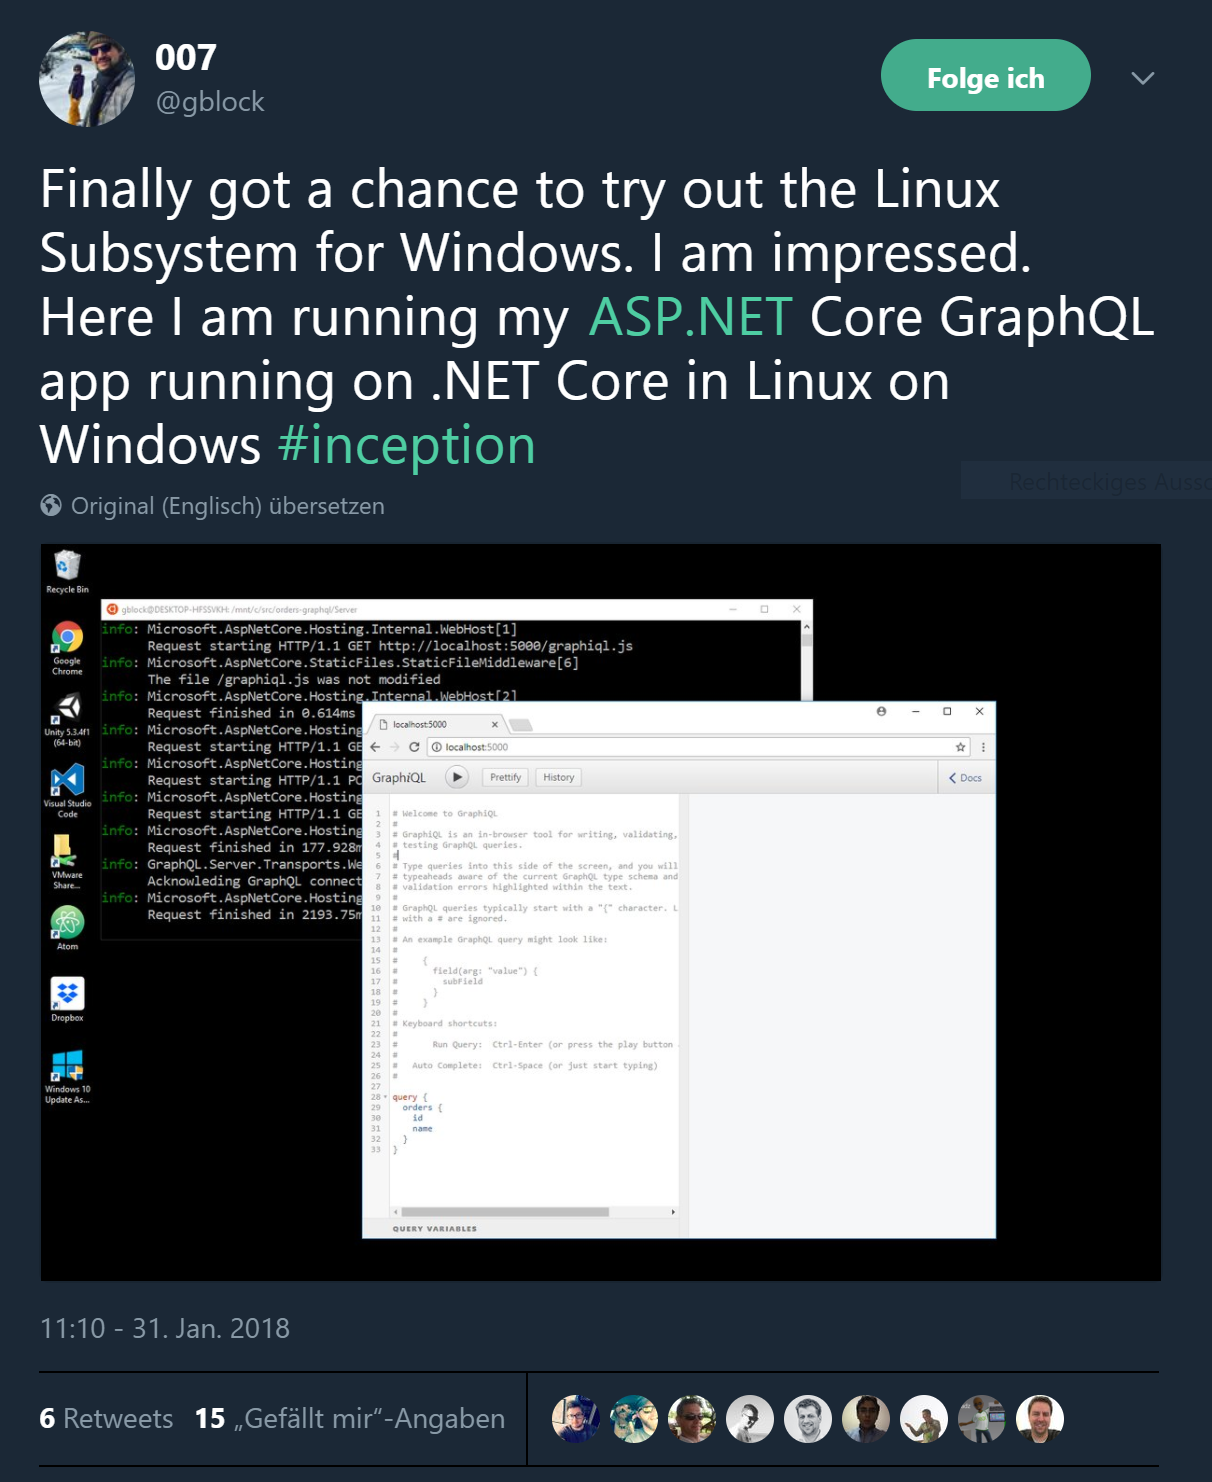 007
@gblock
Folge ich
Finally got a chance to try out the Linux
Subsystem for Windows. I am impressed.
Here I am running my ASP.NET Core GraphQL
app running on .NET Core in Linux on
Windows #inception
Rechteckiges Aussc
Original (Englisch) übersetzen
Recycle Bin
Google
Chrome
Unity 5.3.4f1
(64-bit)
Visual Studio
Code
VMware
Share...
Atom
Dropbox
Windows 10
Update As...
gblock@DESKTOP-HFSSVKH: /mnt/c/src/orders-graphql/Server
info: Microsoft.AspNetCore.Hosting.Internal.WebHost[1]
Request starting HTTP/1.1 GET http://localhost:5000/graphiql.js
info: Microsoft.AspNetCore.StaticFiles.StaticFileMiddleware[6]
The file /graphiql.js was not modified
info: Microsoft.AspNetCore.Hosting.Internal.WebHost[2]
Request finished in 0.614ms
info: Microsoft.AspNetCore.Hosting
Request starting HTTP/1.1 GE
info: Microsoft.AspNetCore.Hosting
Request starting HTTP/1.1 PO
info: Microsoft.AspNetCore.Hosting
Request starting HTTP/1.1 GE
info: Microsoft.AspNetCore.Hosting
Request finished in 177.928m
info: GraphQL.Server.Transports.We
Acknowleding GraphQL connect
info: Microsoft.AspNetCore.Hosting
Request finished in 2193.75m
localhost:5000
localhost:5000
GraphiQL
Prettify
History
Docs
1 # Welcome to GraphiQL
2 #
3 # GraphiQL is an in-browser tool for writing, validating,
4 # testing GraphQL queries.
5 #
6 # Type queries into this side of the screen, and you will
7 # typeaheads aware of the current GraphQL type schema and
8 # validation errors highlighted within the text.
9 #
10 # GraphQL queries typically start with a "{" character. L
11 # with a # are ignored.
12 #
13 # An example GraphQL query might look like:
14 #
15 # {
16 # field(arg: "value") {
17 # subField
18 # }
19 # }
20 #
21 # Keyboard shortcuts:
22 #
23 # Run Query: Ctrl-Enter (or press the play button
24 #
25 # Auto Complete: Ctrl-Space (or just start typing)
26 #
27
28 query {
29 orders {
30 id
31 name
32 }
33 }
QUERY VARIABLES
11:10 - 31. Jan. 2018
6 Retweets 15 „Gefällt mir“-Angaben